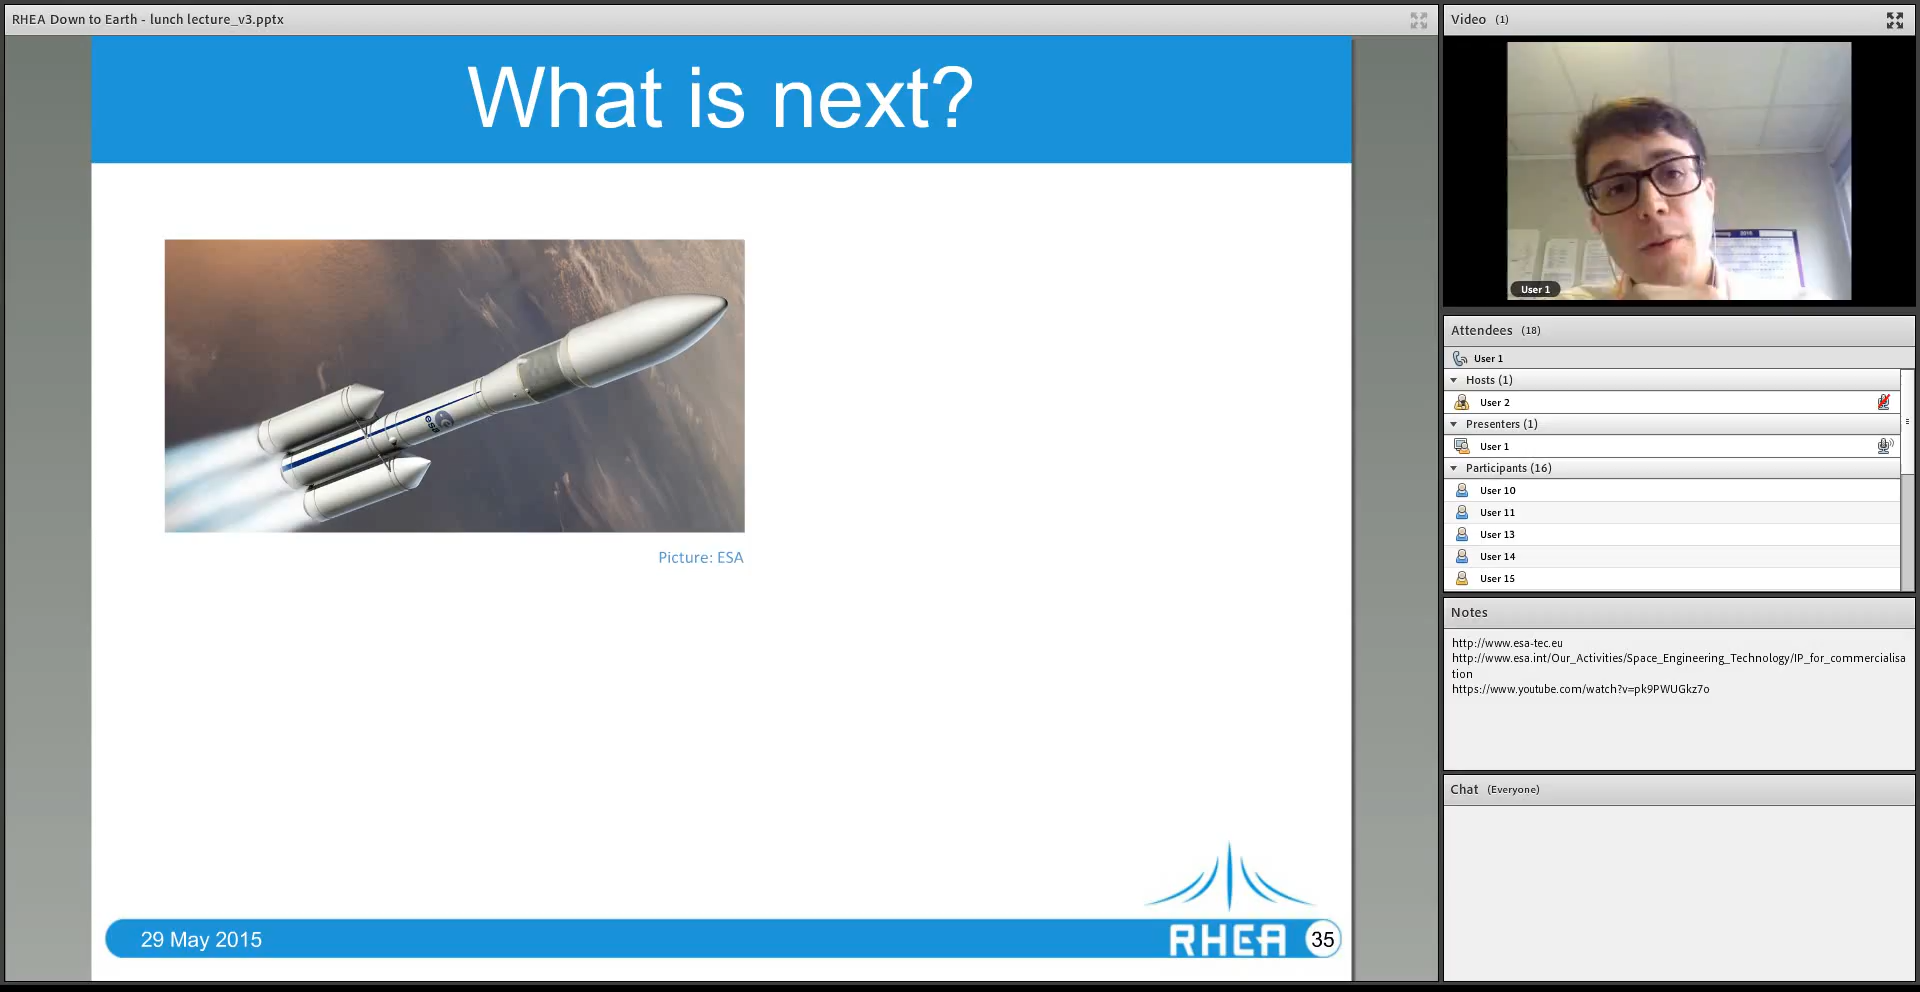 RHEA Down to Earth - lunch lecture_v3.pptx
What is next?
esa
Picture: ESA
29 May 2015
RHEA
35
Video (1)
2015
User 1
Attendees (18)
User 1
Hosts (1)
User 2
Presenters (1)
User 1
Participants (16)
User 10
User 11
User 13
User 14
User 15
Notes
http://www.esa-tec.eu
http://www.esa.int/Our_Activities/Space_Engineering_Technology/IP_for_commercialisa
tion
https://www.youtube.com/watch?v=pk9PWUGkz7o
Chat (Everyone)